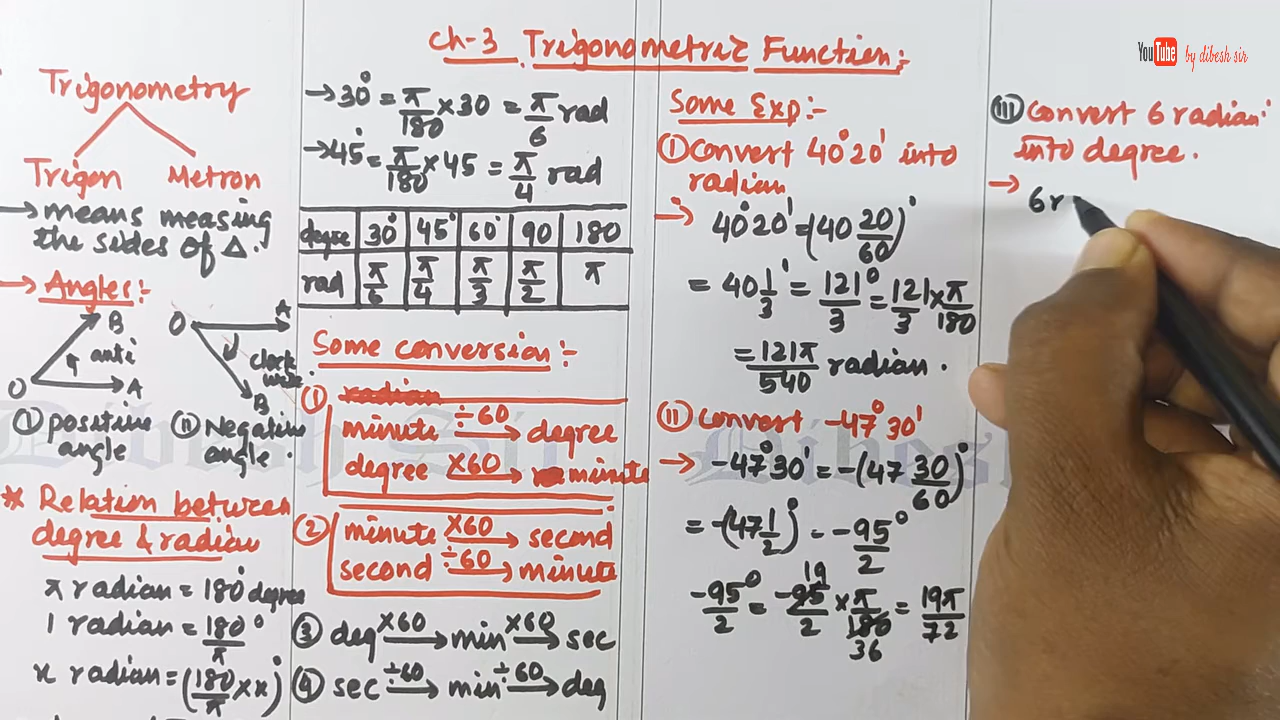 Ch-3 Trigonometric Function:
YouTube by dibesh sir
Trigonometry
Trigon Metron
→ means measing
the sides of Δ.
→ Angles:-
B
anti
O A
O A
clock
wise.
B
(i) positive
angle
(ii) Negative
angle.
* Relation between
degree & radian
π radian = 180° degree
1 radian = 180°/π
x radian = (180/π × x)°
→ 30° = π/180 × 30 = π/6 rad
→ 45° = π/180 × 45 = π/4 rad
degre 30° 45° 60° 90 180
rad π/6 π/4 π/3 π/2 π
Some conversion:-
(1) radian
minute ÷60→ degree
degree ×60→ minute
(2) minute ×60→ second
second ÷60→ minute
(3) deg ×60→ min ×60→ sec
(4) sec ÷60→ min ÷60→ deg
Some Exp:-
(i) Convert 40°20' into
radian
→ 40°20' = (40 20/60)°
= 40 1/3' = 121°/3 = 121/3 × π/180
= 121π/540 radian.
(ii) Convert -47°30'
→ -47°30' = -(47 30/60)°
= -(47 1/2)° = -95°/2
-95°/2 = -95/2 × π/180 = 19π/72
19
36
(iii) Convert 6 radian
into degree.
→ 6r
Dibesh Sir
Dibesh